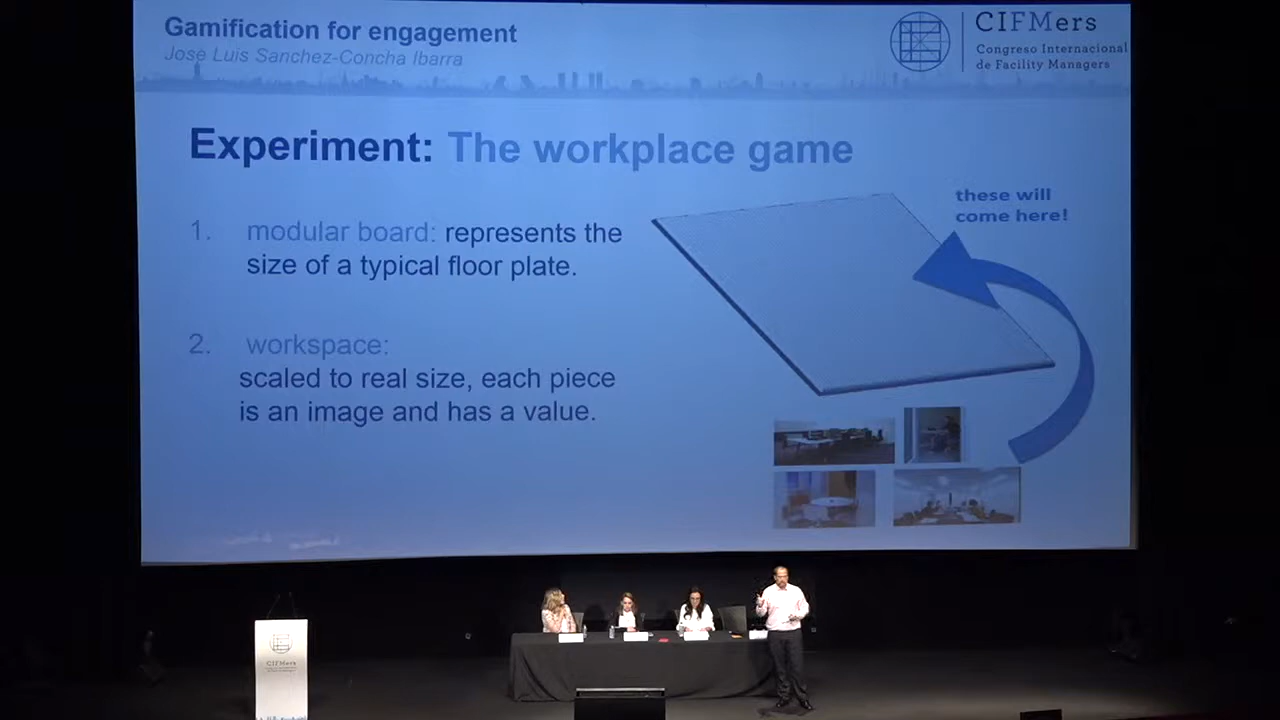 Gamification for engagement
Jose Luis Sanchez-Concha Ibarra
CIFMers
Congreso Internacional
de Facility Managers
Experiment: The workplace game
1. modular board: represents the
size of a typical floor plate.
2. workspace:
scaled to real size, each piece
is an image and has a value.
these will
come here!
CIFMers